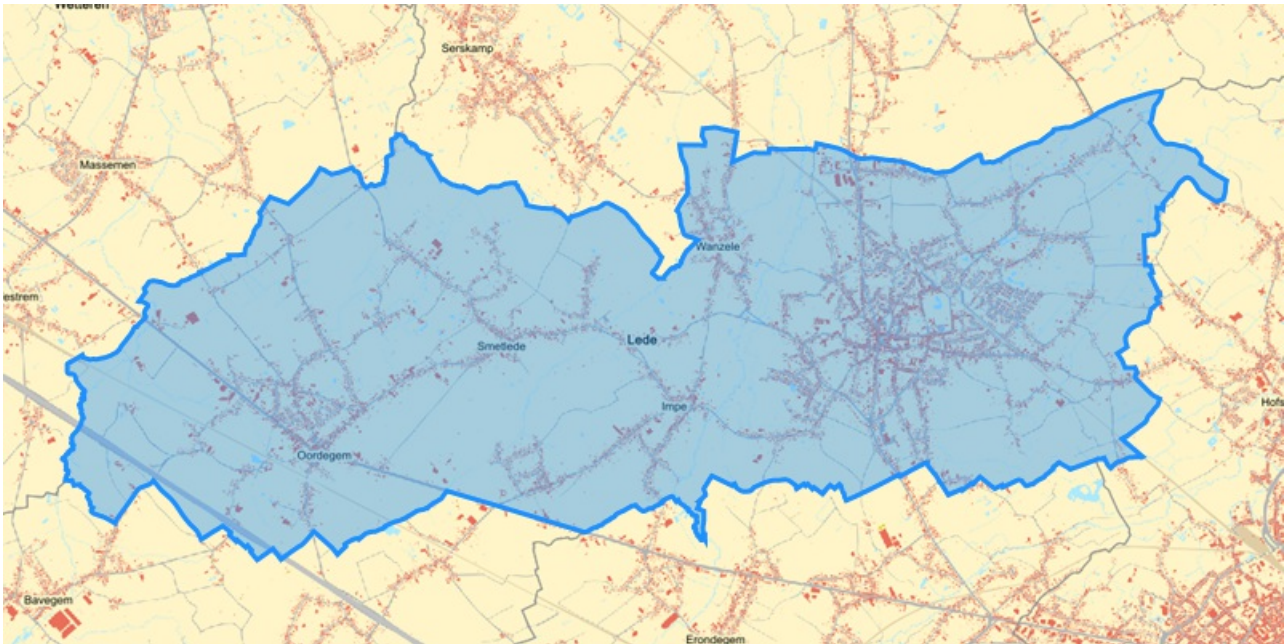 Wetteren
Serskamp
Massemen
Wanzele
estrem
Lede
Smetlede
Impe
Hofs
Oordegem
Bavegem
Erondegem